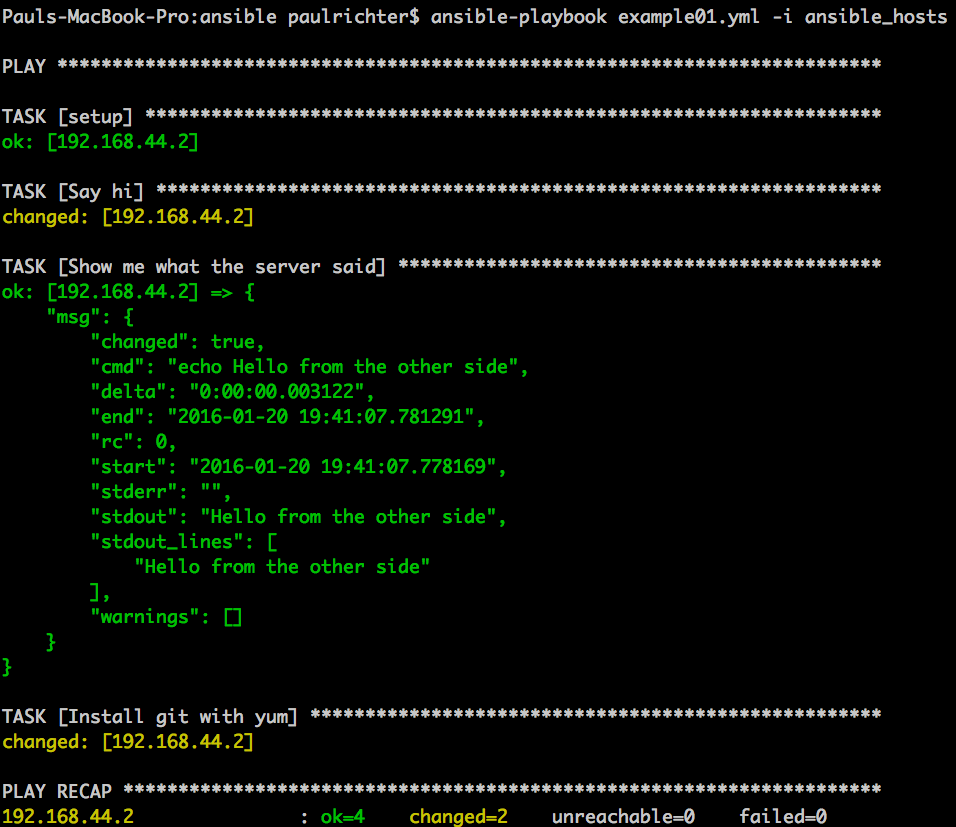 Pauls-MacBook-Pro:ansible paulrichter$ ansible-playbook example01.yml -i ansible_hosts
PLAY ***************************************************************************
TASK [setup] *******************************************************************
ok: [192.168.44.2]
TASK [Say hi] ******************************************************************
changed: [192.168.44.2]
TASK [Show me what the server said] ********************************************
ok: [192.168.44.2] => {
    "msg": {
        "changed": true,
        "cmd": "echo Hello from the other side",
        "delta": "0:00:00.003122",
        "end": "2016-01-20 19:41:07.781291",
        "rc": 0,
        "start": "2016-01-20 19:41:07.778169",
        "stderr": "",
        "stdout": "Hello from the other side",
        "stdout_lines": [
            "Hello from the other side"
        ],
        "warnings": []
    }
}
TASK [Install git with yum] ****************************************************
changed: [192.168.44.2]
PLAY RECAP *********************************************************************
192.168.44.2               : ok=4    changed=2    unreachable=0    failed=0